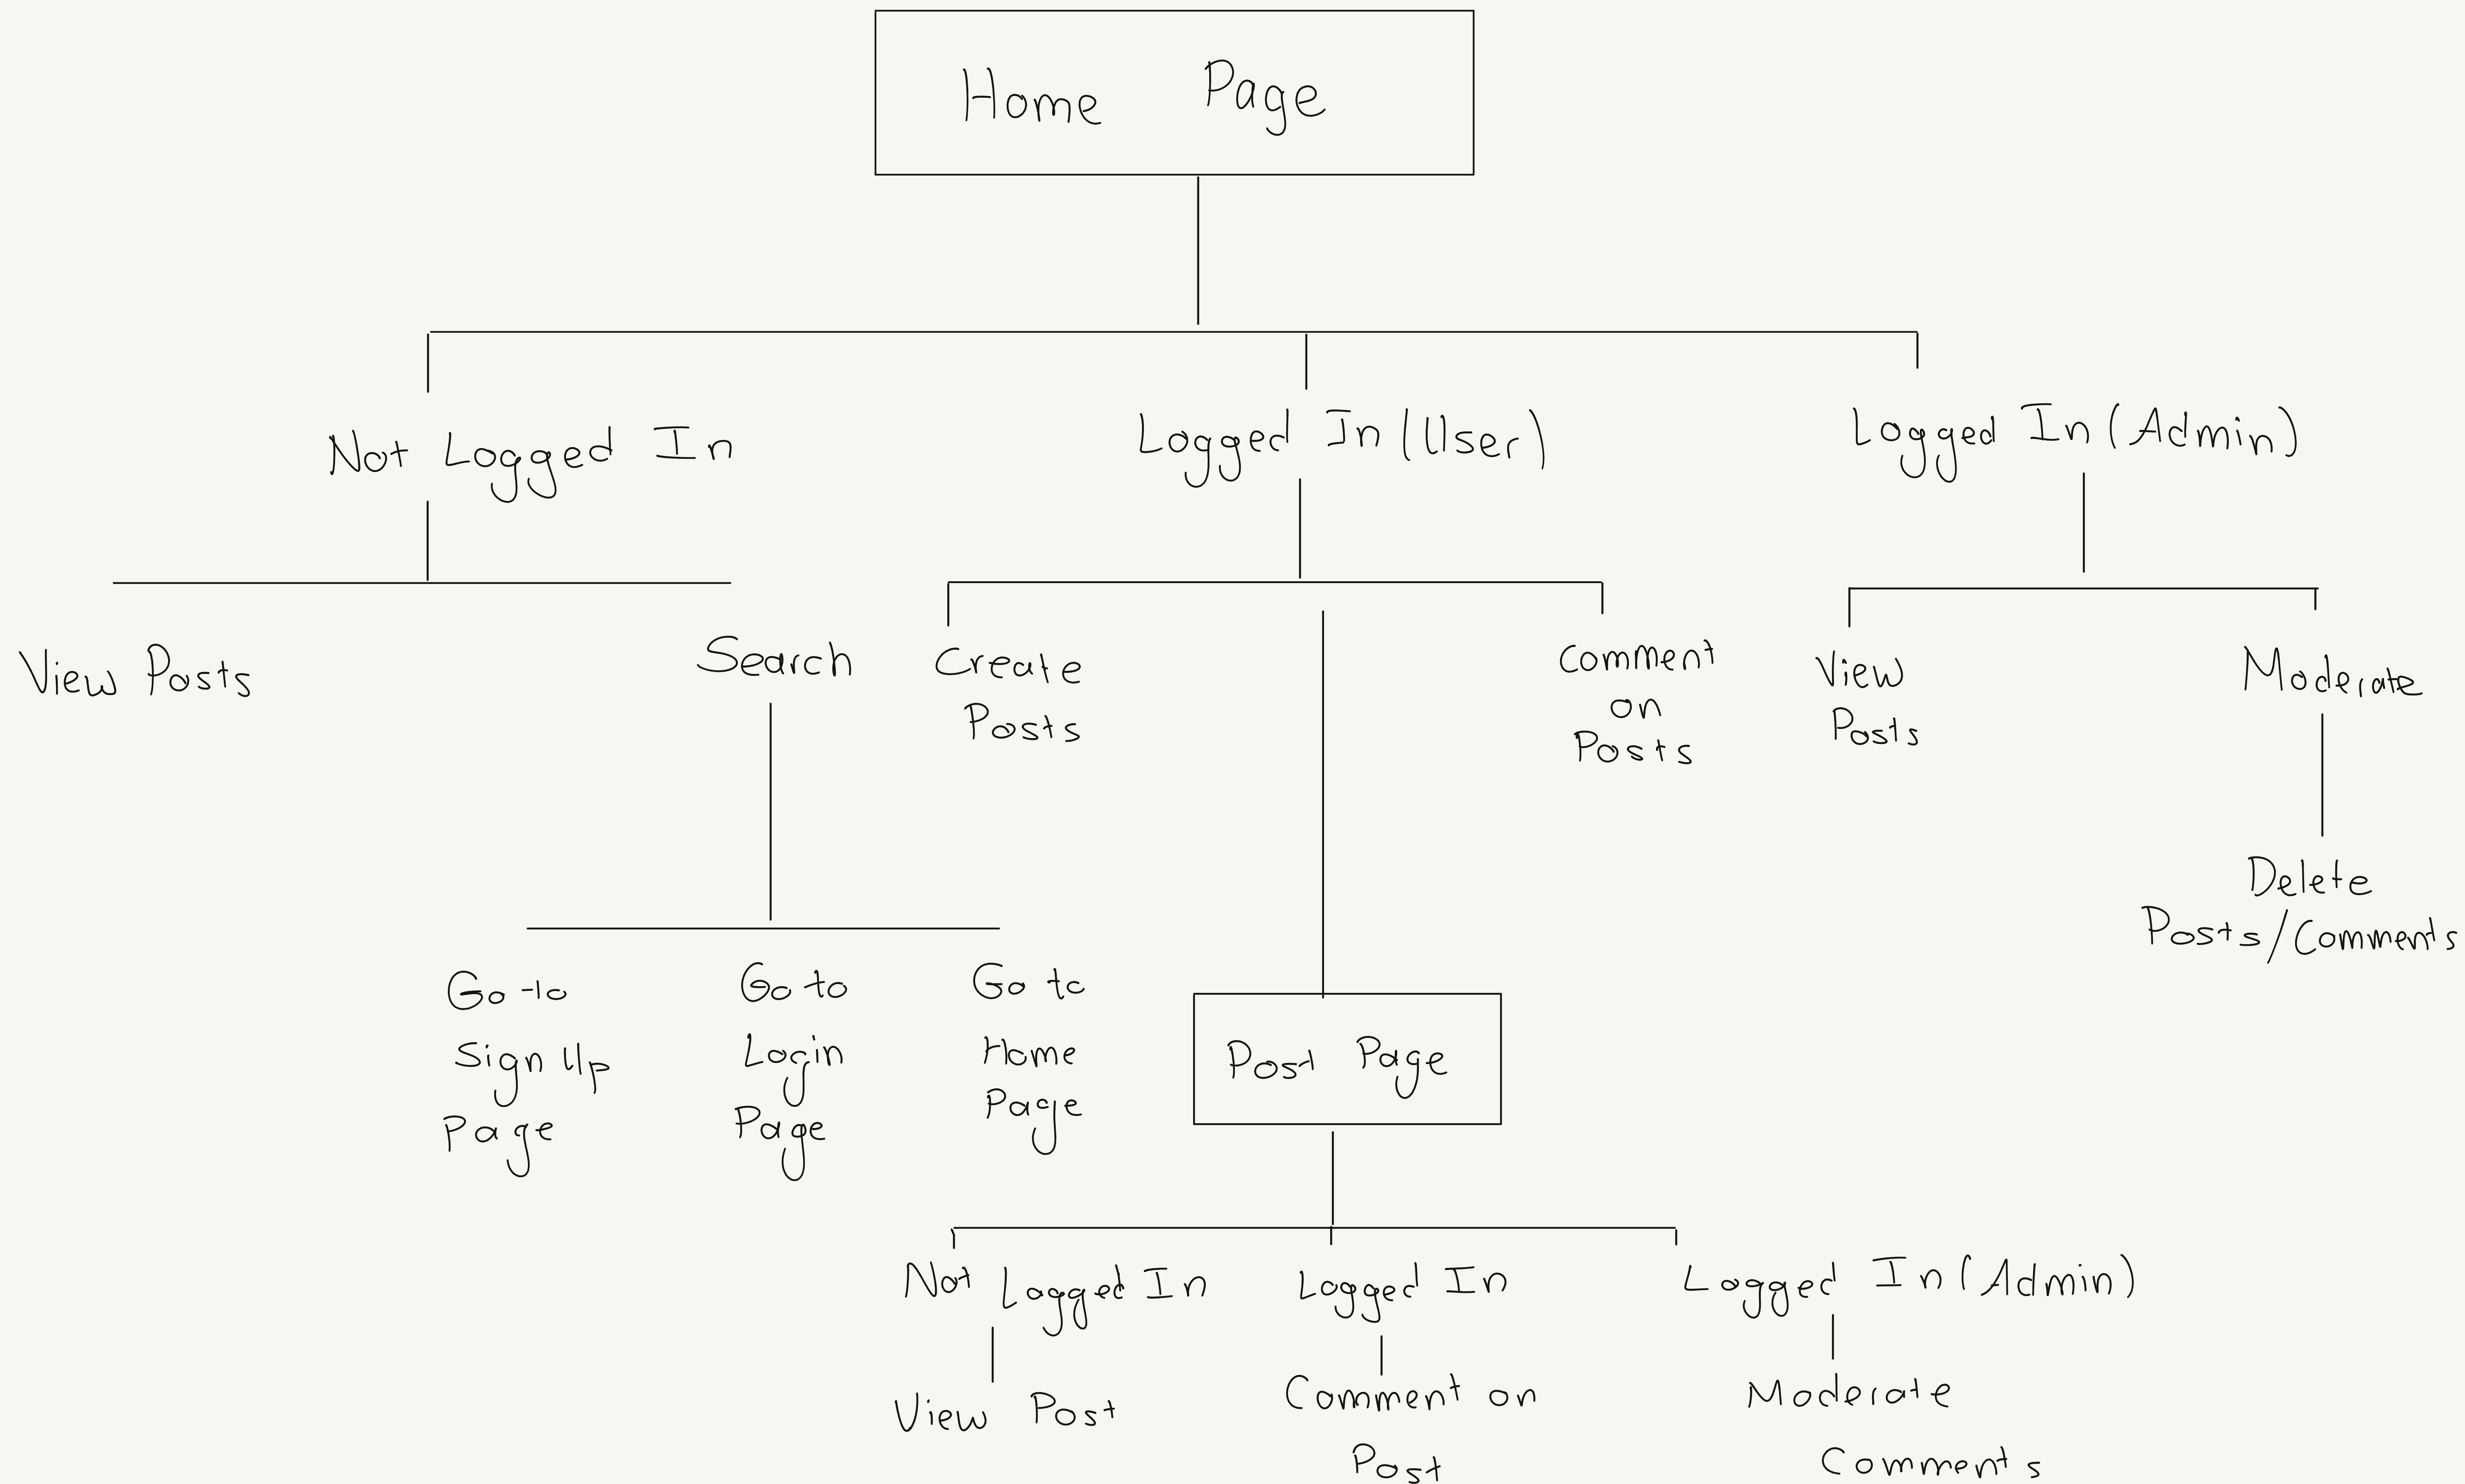 Home Page
Not Logged In
Logged In (User)
Logged In (Admin)
View Posts
Search
Create
Posts
Comment
on
Posts
View
Posts
Moderate
Delete
Posts/Comments
Go to
Sign Up
Page
Go to
Login
Page
Go to
Home
Page
Post Page
Not Logged In
Logged In
Logged In (Admin)
View Post
Comment on
Post
Moderate
Comments